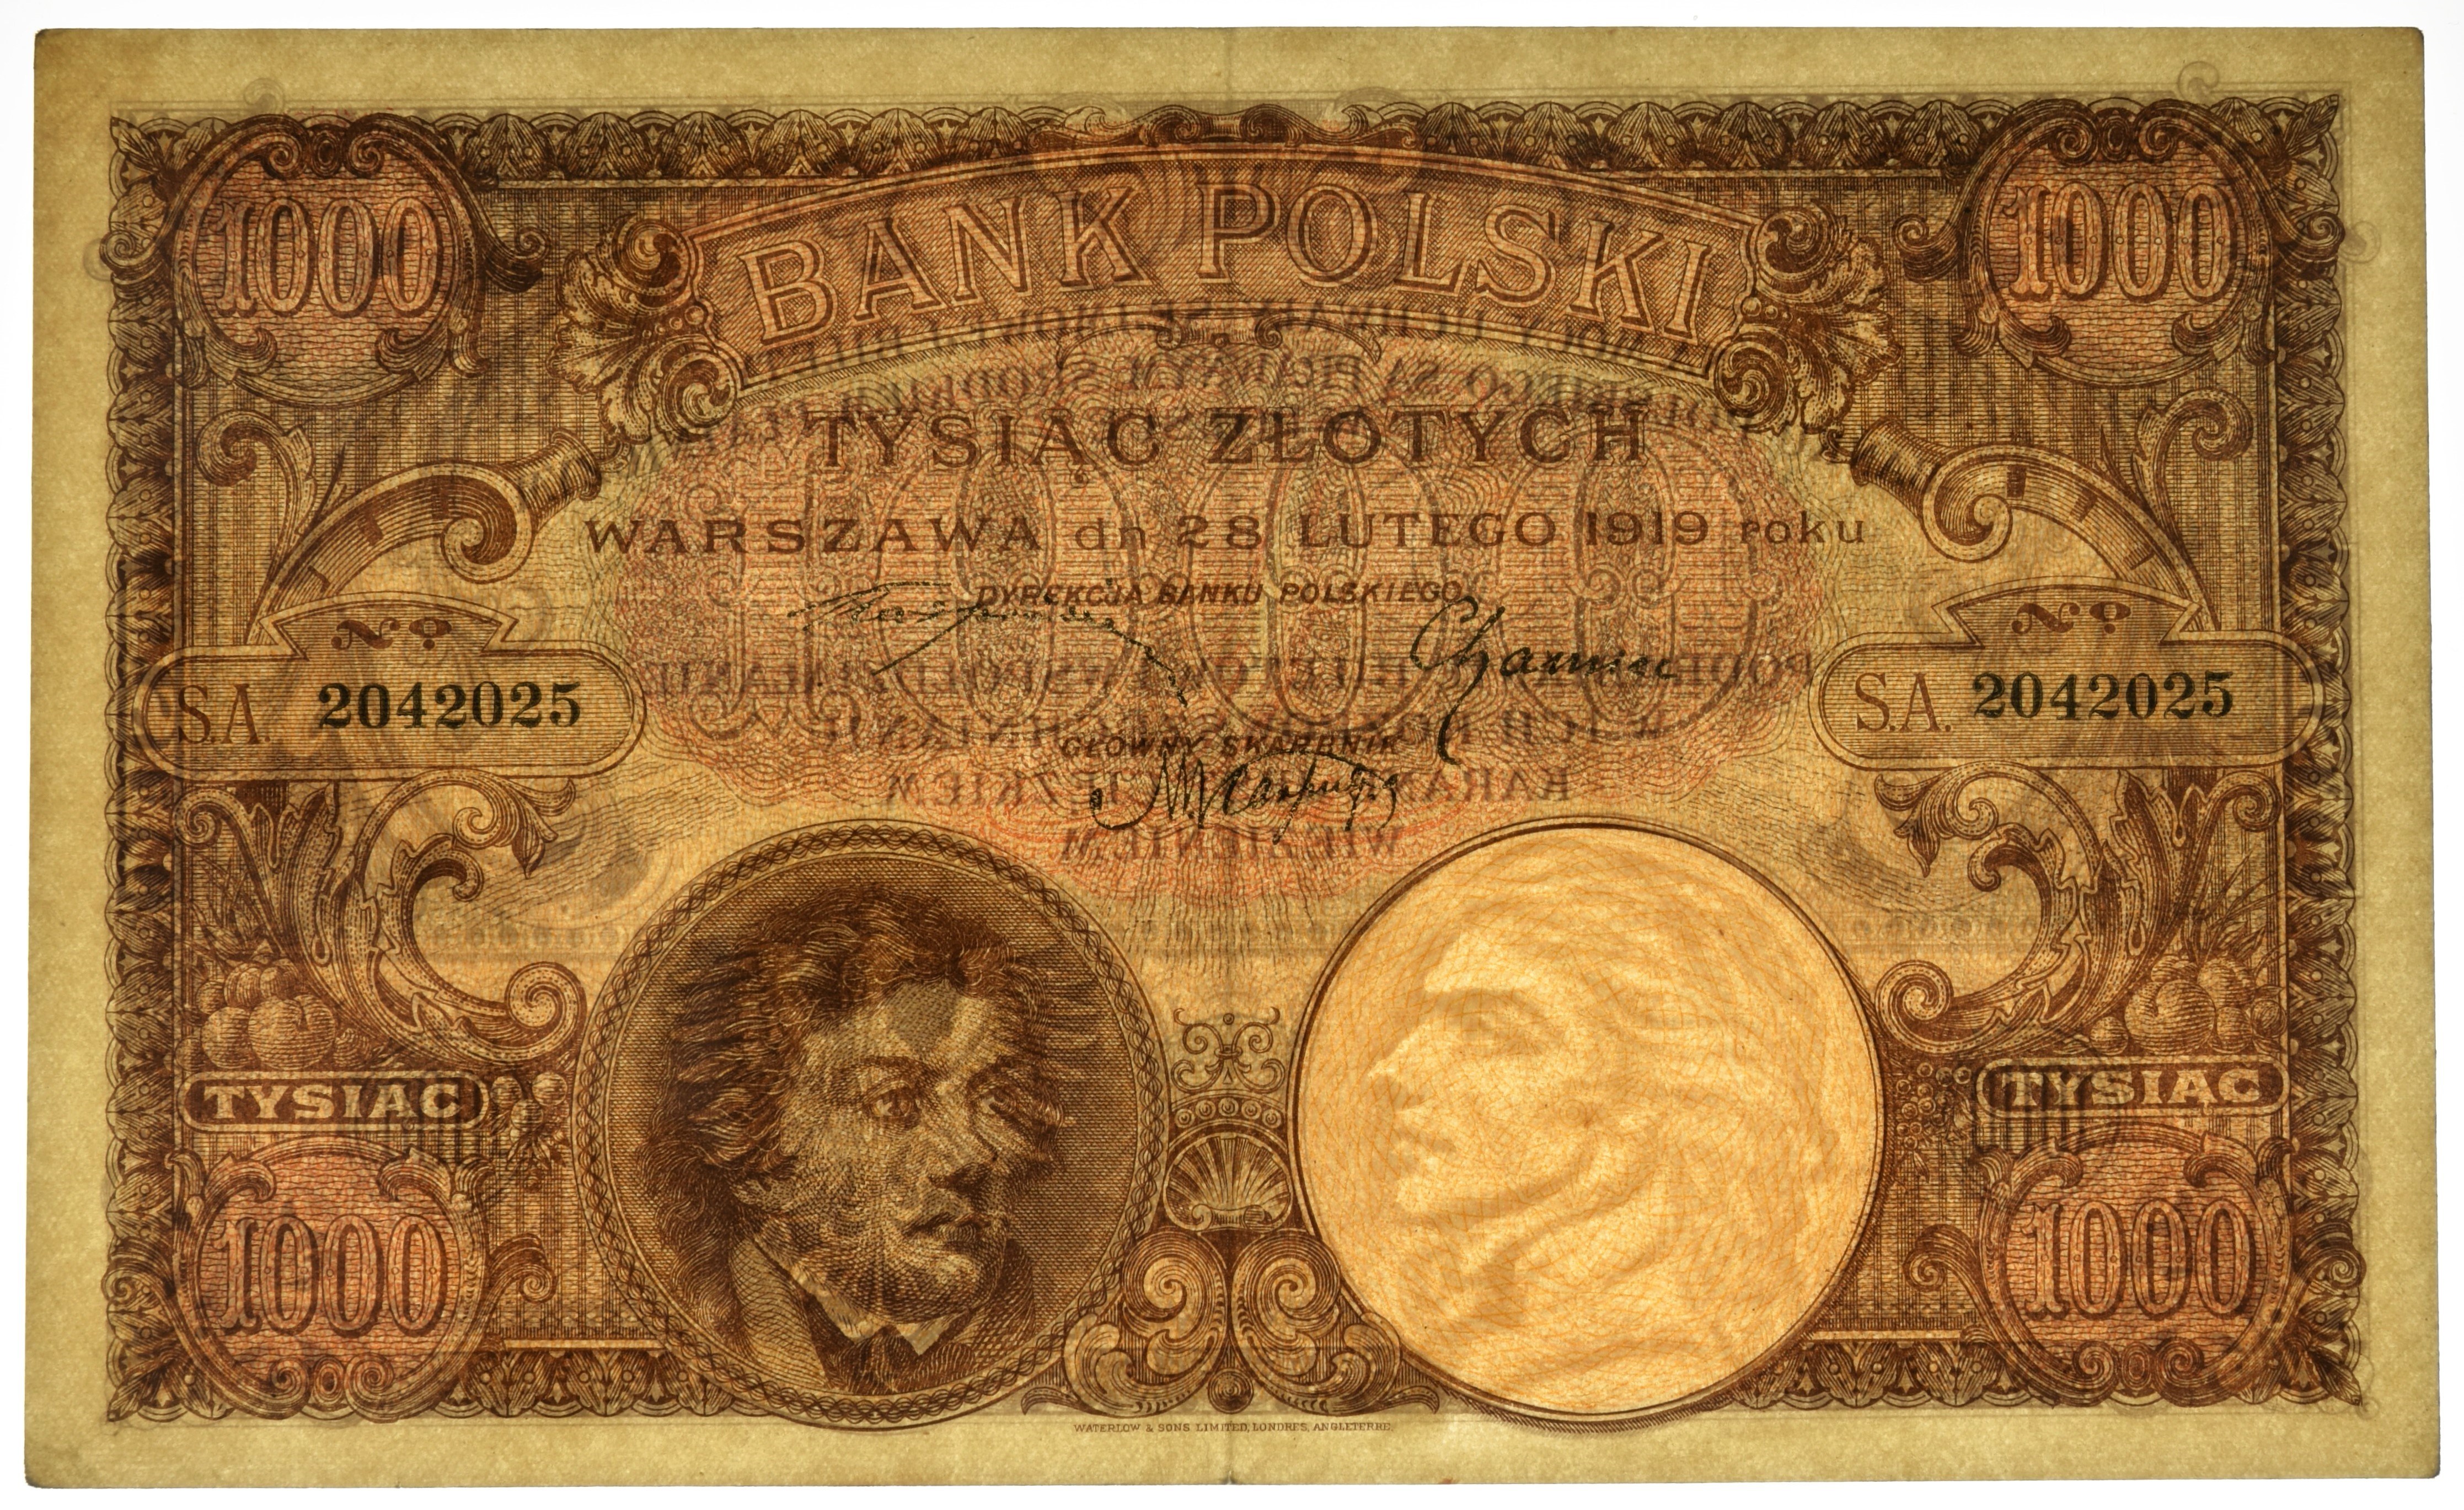 1000 1000
BANK POLSKI
TYSIĄC ZŁOTYCH
WARSZAWA dn 28 LUTEGO 1919 roku
DYREKCJA BANKU POLSKIEGO
Nº Nº
S.A. 2042025 S.A. 2042025
GŁÓWNY SKARBNIK
TYSIĄC TYSIĄC
1000 1000
WATERLOW & SONS LIMITED, LONDRES, ANGLETERRE.